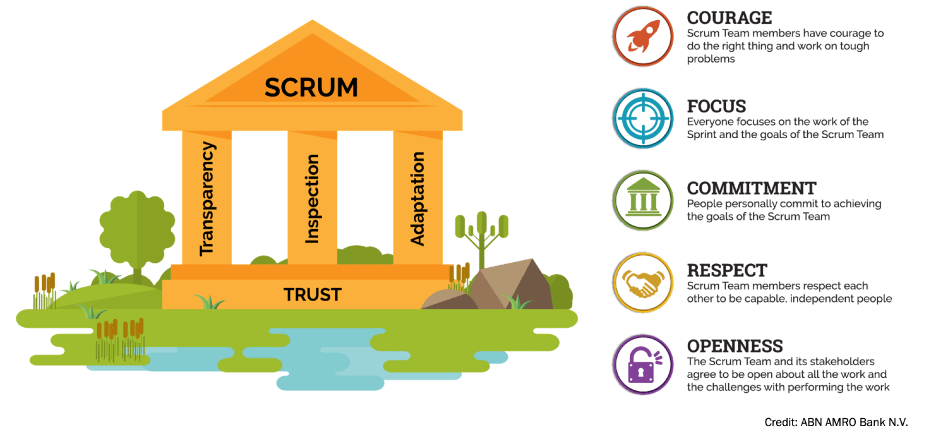 SCRUM
Transparency
Inspection
Adaptation
TRUST
COURAGE
Scrum Team members have courage to
do the right thing and work on tough
problems
FOCUS
Everyone focuses on the work of the
Sprint and the goals of the Scrum Team
COMMITMENT
People personally commit to achieving
the goals of the Scrum Team
RESPECT
Scrum Team members respect each
other to be capable, independent people
OPENNESS
The Scrum Team and its stakeholders
agree to be open about all the work and
the challenges with performing the work
Credit: ABN AMRO Bank N.V.